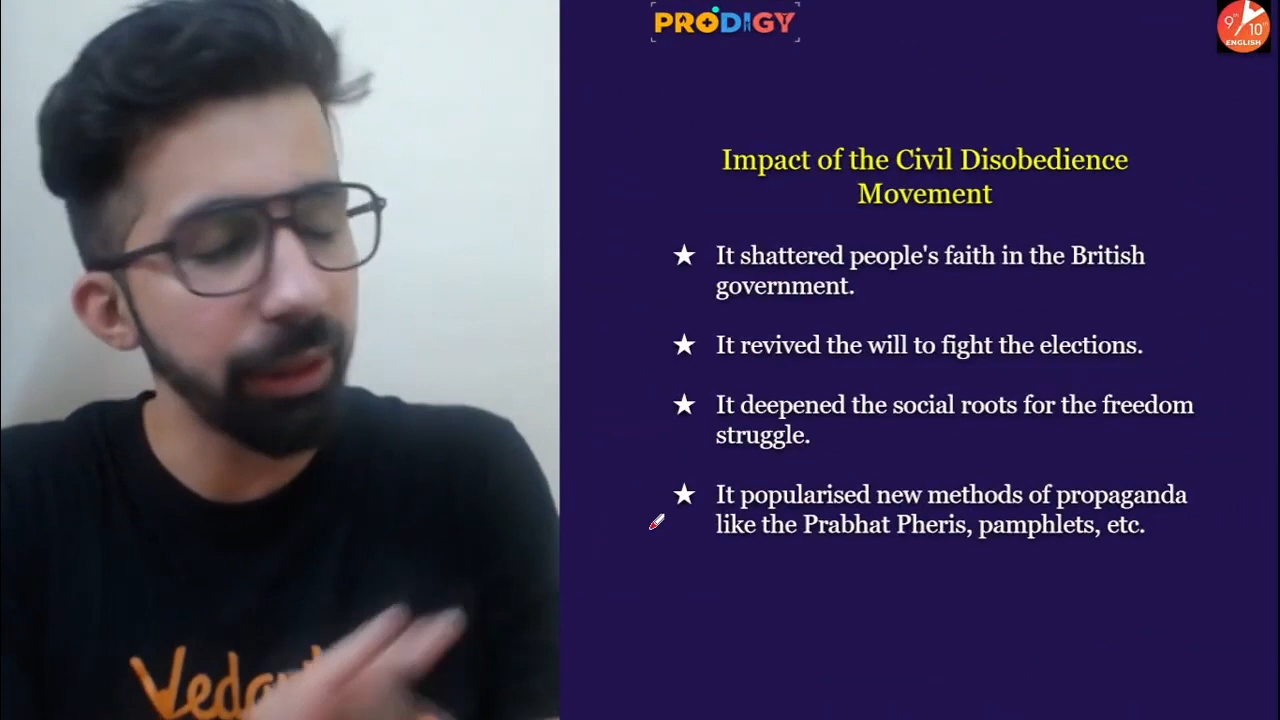 PRODIGY
9th 10th
ENGLISH
Impact of the Civil Disobedience
Movement
★ It shattered people's faith in the British
government.
★ It revived the will to fight the elections.
★ It deepened the social roots for the freedom
struggle.
★ It popularised new methods of propaganda
like the Prabhat Pheris, pamphlets, etc.